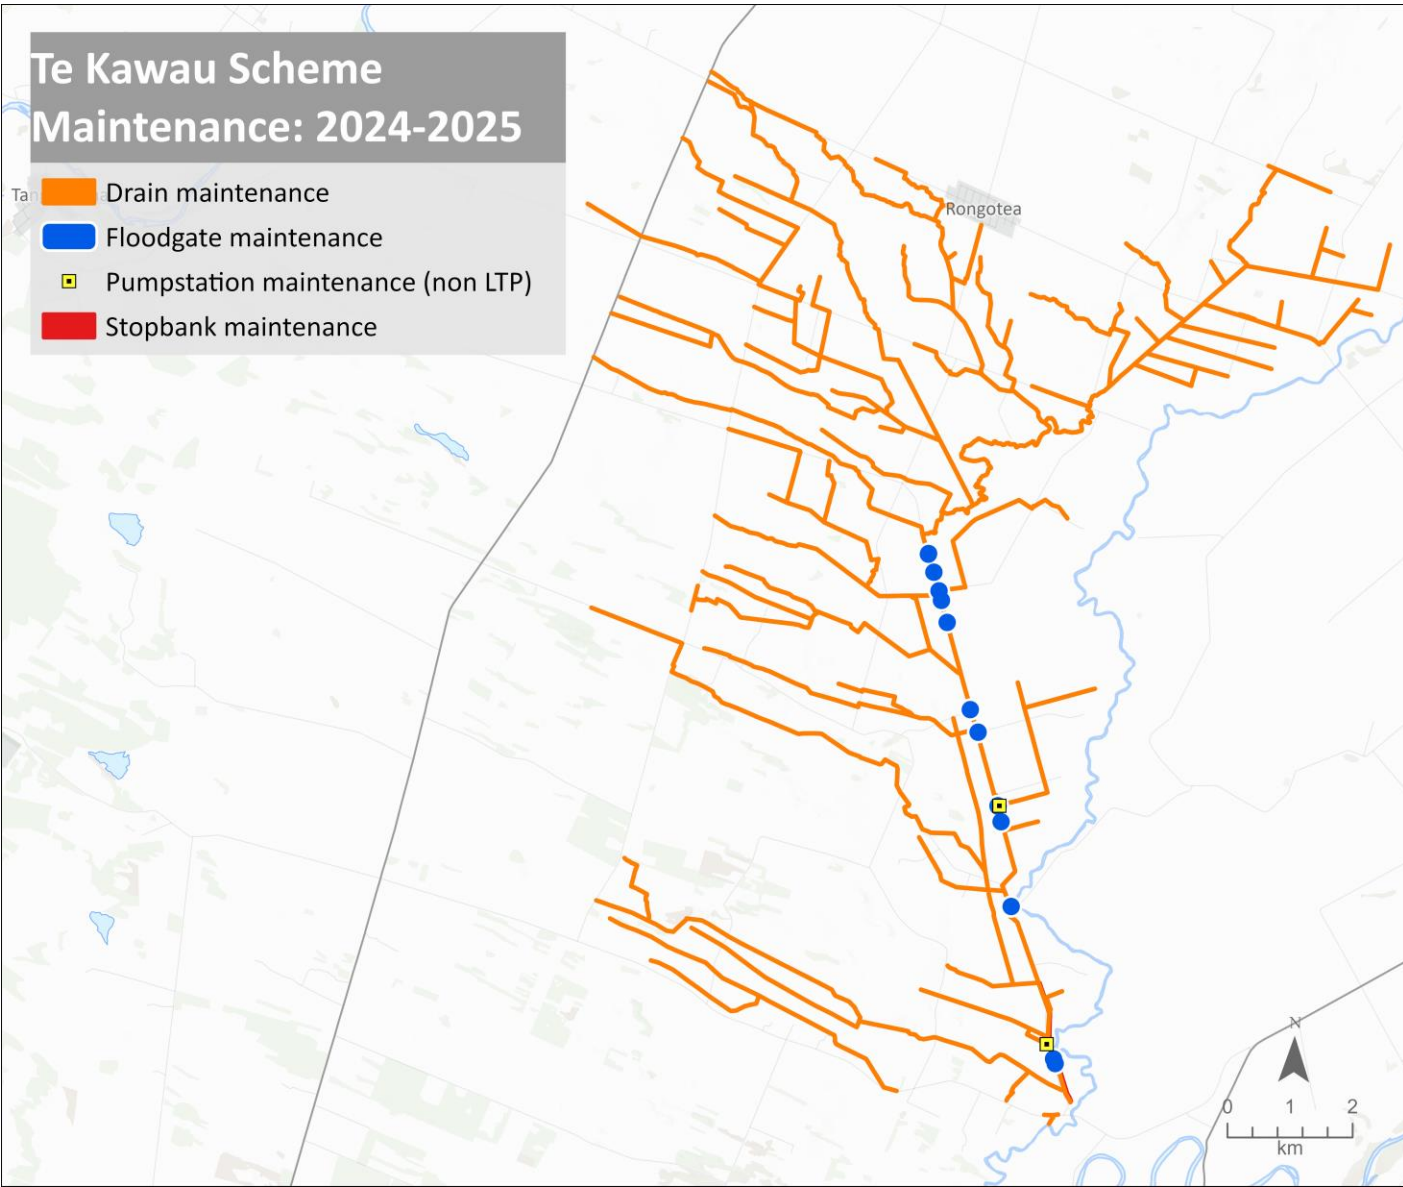 Te Kawau Scheme
Maintenance: 2024-2025
Drain maintenance
Floodgate maintenance
Pumpstation maintenance (non LTP)
Stopbank maintenance
Rongotea
N
0 1 2
km